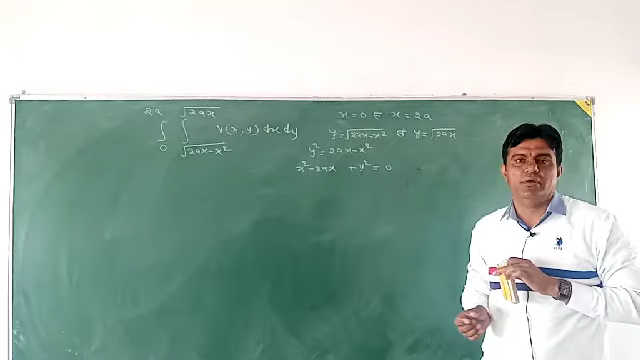 2a √2ax
∫ ∫ V(x, y) dx dy
0 √2ax-x²
x=0 से x=2a
y=√2ax-x² से y=√2ax
y²=2ax-x²
x²-2ax +y²=0